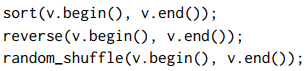 sort(v.begin(), v.end());
reverse(v.begin(), v.end());
random_shuffle(v.begin(), v.end());